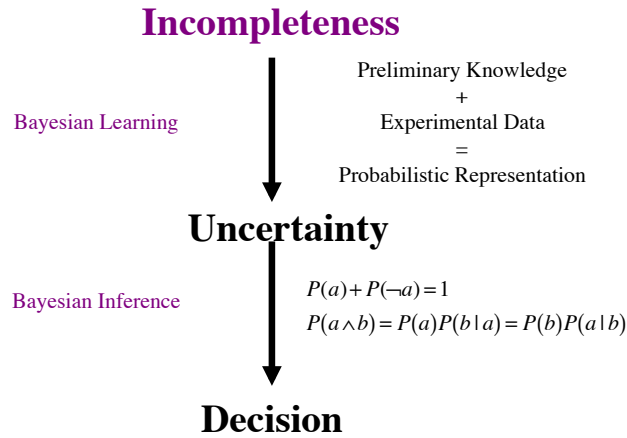 Incompleteness
Preliminary Knowledge
+
Bayesian Learning
Experimental Data
=
Probabilistic Representation
Uncertainty
Bayesian Inference
P(a)+P(¬a)=1
P(a∧b)=P(a)P(b|a)=P(b)P(a|b)
Decision